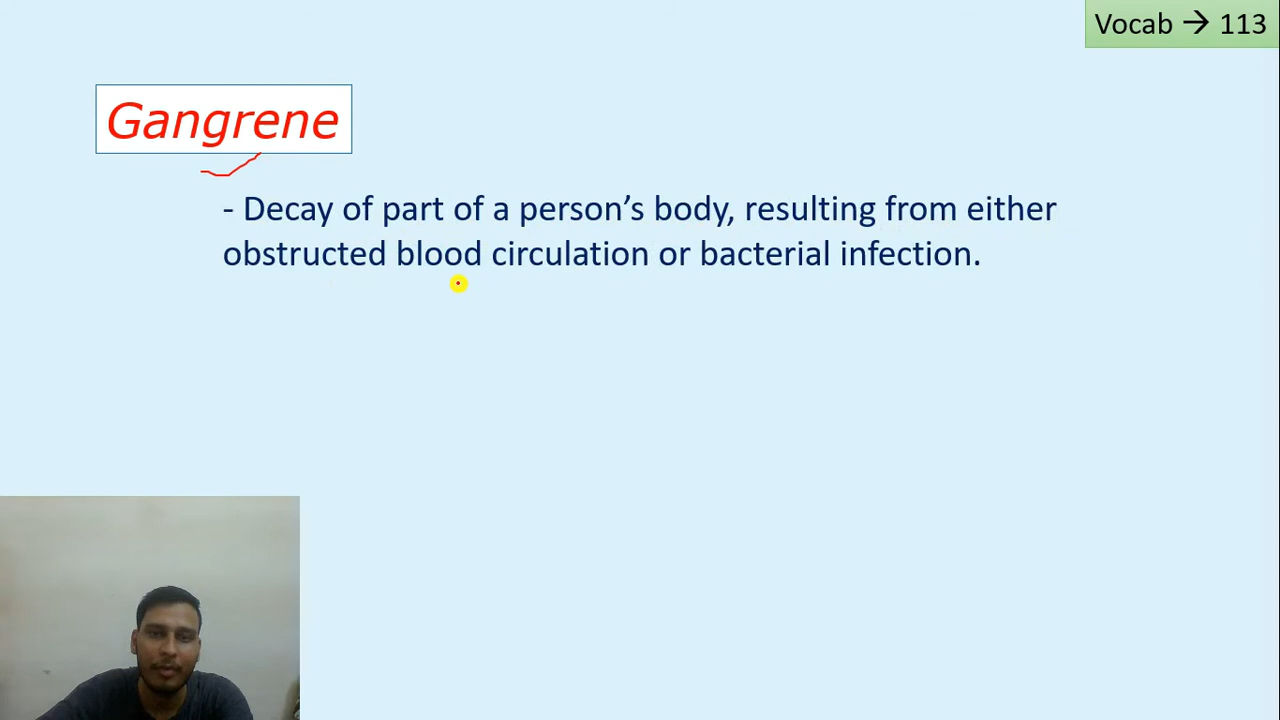 Vocab → 113
Gangrene
- Decay of part of a person’s body, resulting from either
obstructed blood circulation or bacterial infection.